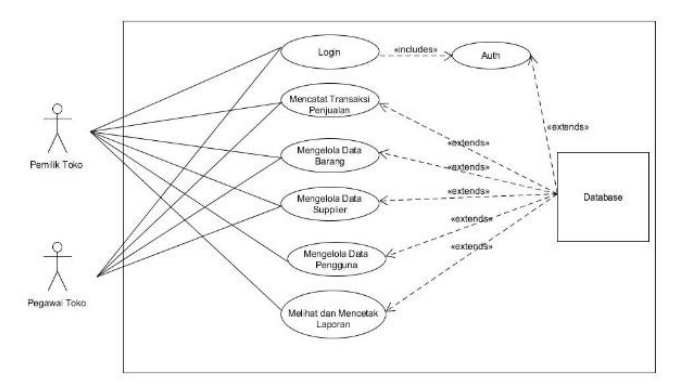 Login
«includes»
Auth
Mencatat Transaksi
Penjualan
Pemilik Toko
«extends»
«extends»
Mengelola Data
Barang
«extends»
Mengelola Data
Supplier
«extends»
Database
«extends»
Mengelola Data
Pengguna
«extends»
Pegawai Toko
Melihat dan Mencetak
Laporan